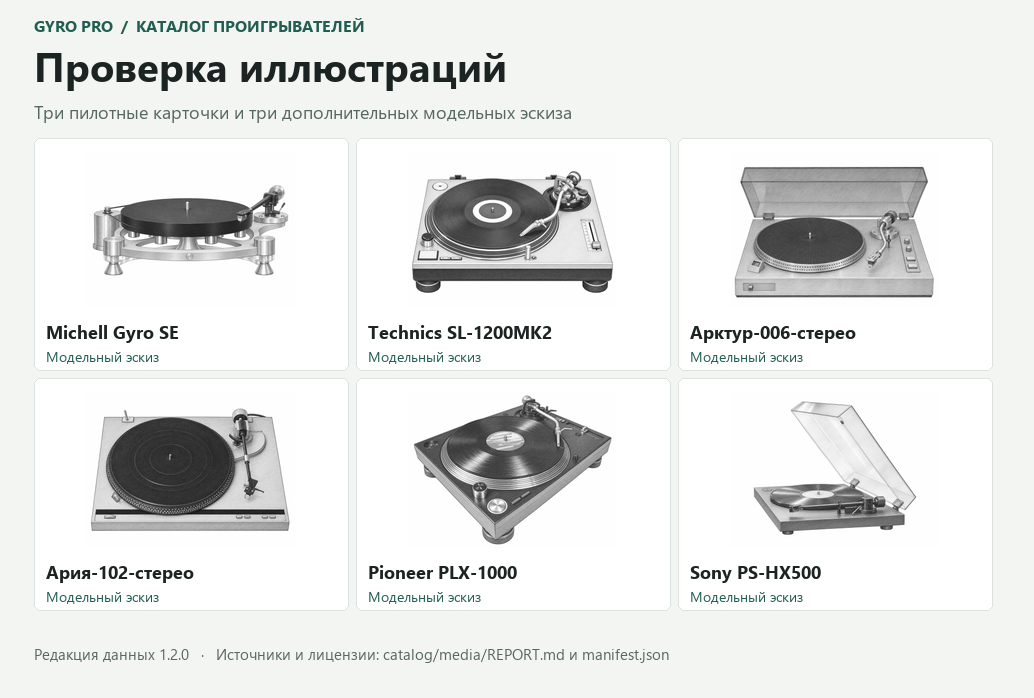 GYRO PRO / КАТАЛОГ ПРОИГРЫВАТЕЛЕЙ
Проверка иллюстраций
Три пилотные карточки и три дополнительных модельных эскиза
Michell Gyro SE
Модельный эскиз
Technics SL-1200MK2
Модельный эскиз
Арктур-006-стерео
Модельный эскиз
Ария-102-стерео
Модельный эскиз
Pioneer PLX-1000
Модельный эскиз
Sony PS-HX500
Модельный эскиз
Редакция данных 1.2.0 · Источники и лицензии: catalog/media/REPORT.md и manifest.json